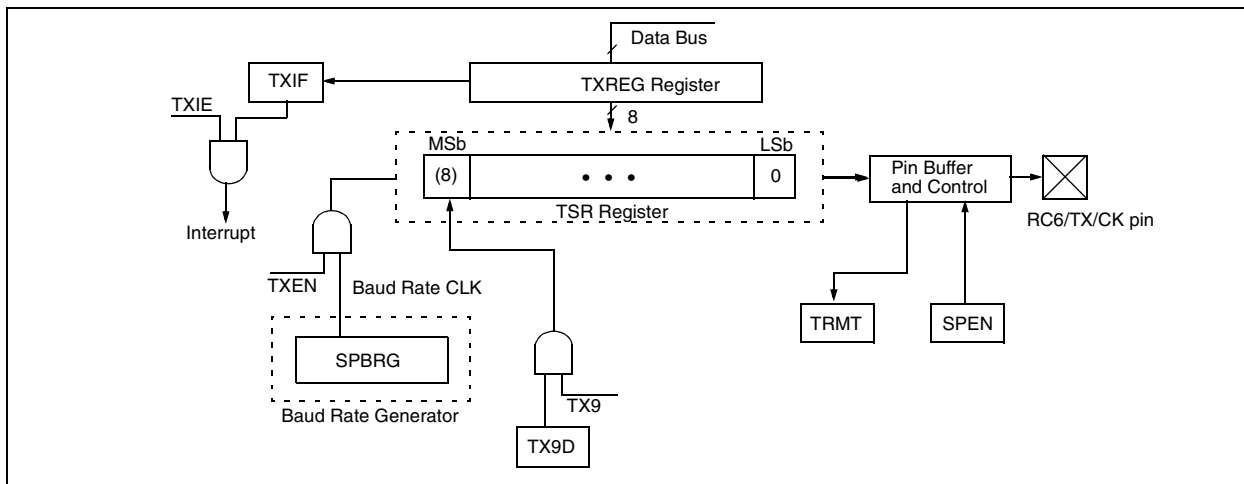 Data Bus
TXIF
TXREG Register
TXIE
8
MSb
LSb
(8)
0
Pin Buffer
and Control
TSR Register
RC6/TX/CK pin
Interrupt
TXEN
Baud Rate CLK
TRMT
SPEN
SPBRG
TX9
Baud Rate Generator
TX9D